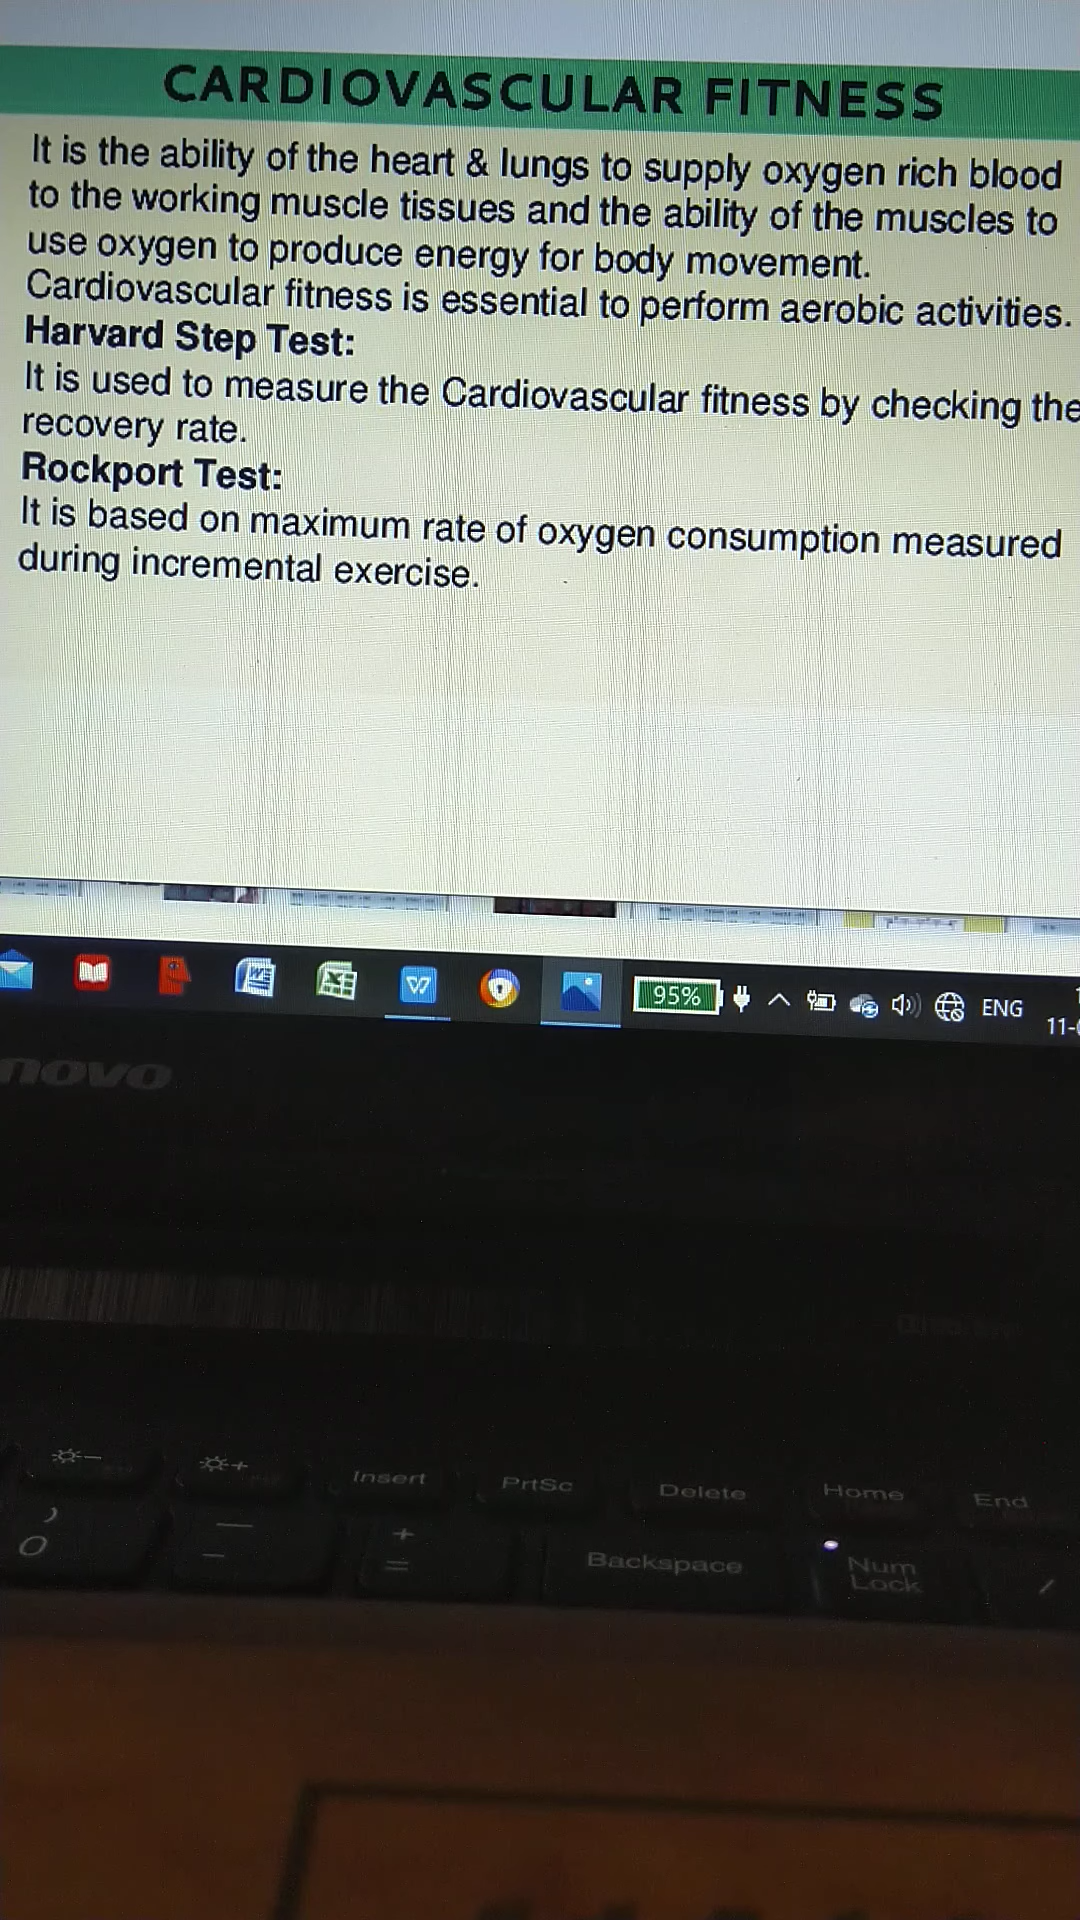 CARDIOVASCULAR FITNESS
It is the ability of the heart & lungs to supply oxygen rich blood
to the working muscle tissues and the ability of the muscles to
use oxygen to produce energy for body movement.
Cardiovascular fitness is essential to perform aerobic activities.
Harvard Step Test:
It is used to measure the Cardiovascular fitness by checking the
recovery rate.
Rockport Test:
It is based on maximum rate of oxygen consumption measured
during incremental exercise.
95%
ENG
11-
novo
Insert
PrtSc
Delete
Home
End
0
Backspace
Num
Lock